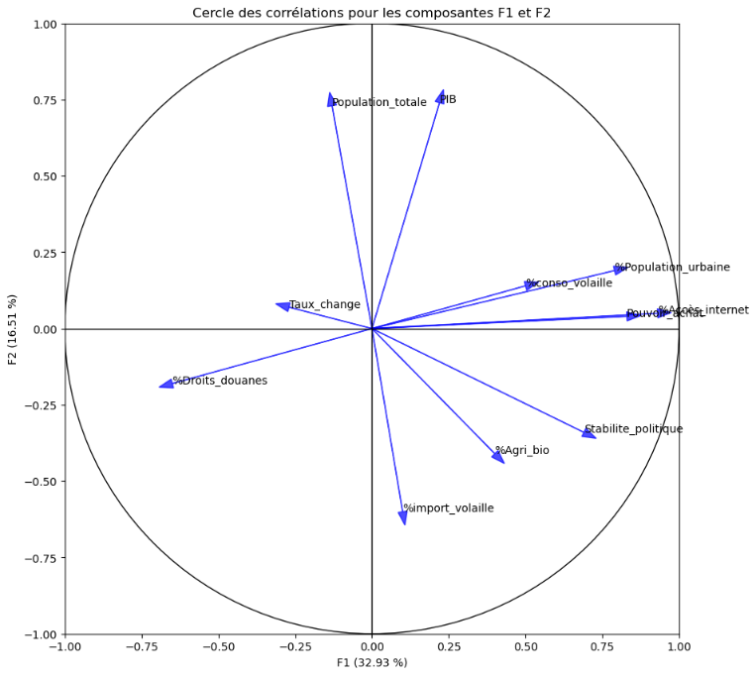 Cercle des corrélations pour les composantes F1 et F2
1.00
0.75
0.50
0.25
0.00
−0.25
−0.50
−0.75
−1.00
F2 (16.51 %)
Population_totale
PIB
%Population_urbaine
%conso_volaille
Taux_change
%Accès_internet
Pouvoir_achat
%Droits_douanes
Stabilite_politique
%Agri_bio
%import_volaille
−1.00 −0.75 −0.50 −0.25 0.00 0.25 0.50 0.75 1.00
F1 (32.93 %)